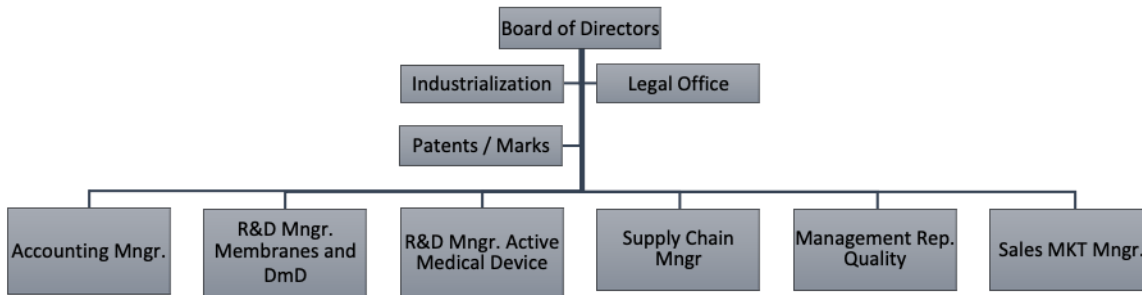 Board of Directors
Industrialization
Legal Office
Patents / Marks
Accounting Mngr.
R&D Mngr.
Membranes and
DmD
R&D Mngr. Active
Medical Device
Supply Chain
Mngr
Management Rep.
Quality
Sales MKT Mngr.